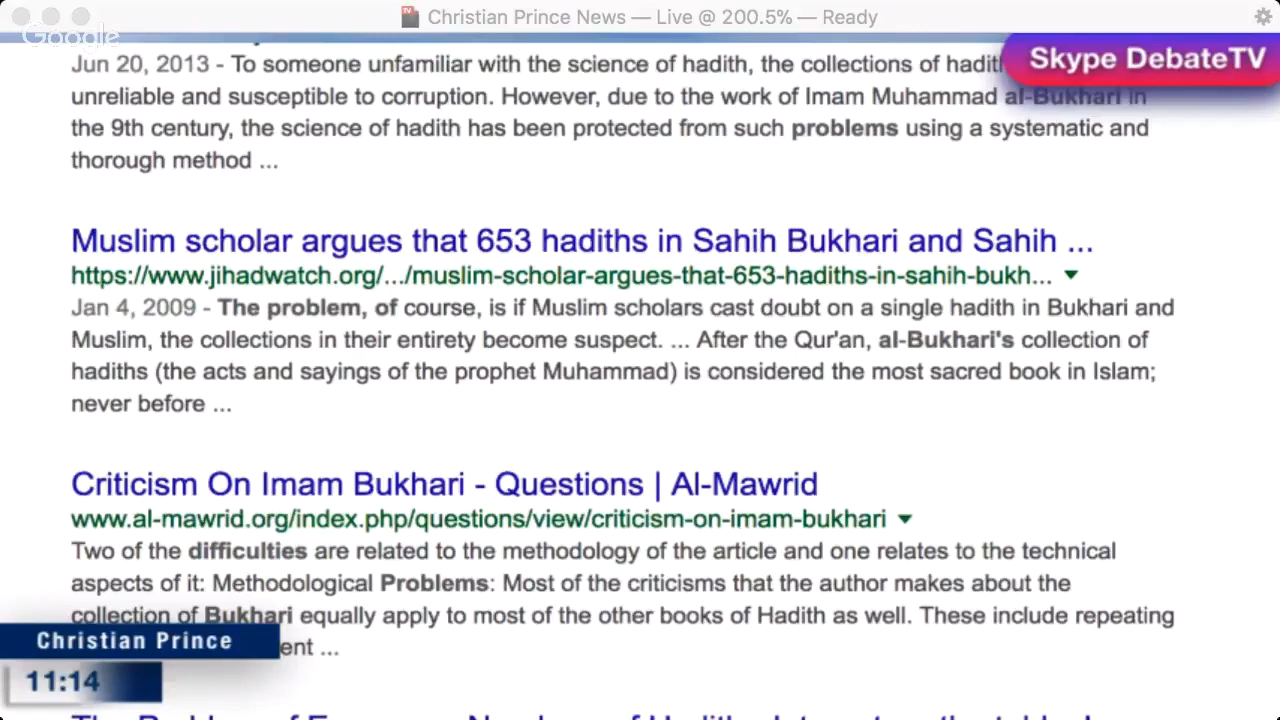 Christian Prince News — Live @ 200.5% — Ready
Google
Skype DebateTV
Jun 20, 2013 - To someone unfamiliar with the science of hadith, the collections of
unreliable and susceptible to corruption. However, due to the work of Imam Muhammad al-Bukhari in
the 9th century, the science of hadith has been protected from such problems using a systematic and
thorough method ...
Muslim scholar argues that 653 hadiths in Sahih Bukhari and Sahih ...
https://www.jihadwatch.org/.../muslim-scholar-argues-that-653-hadiths-in-sahih-bukh...
Jan 4, 2009 - The problem, of course, is if Muslim scholars cast doubt on a single hadith in Bukhari and
Muslim, the collections in their entirety become suspect. ... After the Qur'an, al-Bukhari's collection of
hadiths (the acts and sayings of the prophet Muhammad) is considered the most sacred book in Islam;
never before ...
Criticism On Imam Bukhari - Questions | Al-Mawrid
www.al-mawrid.org/index.php/questions/view/criticism-on-imam-bukhari
Two of the difficulties are related to the methodology of the article and one relates to the technical
aspects of it: Methodological Problems: Most of the criticisms that the author makes about the
collection of Bukhari equally apply to most of the other books of Hadith as well. These include repeating
ent ...
Christian Prince
11:14